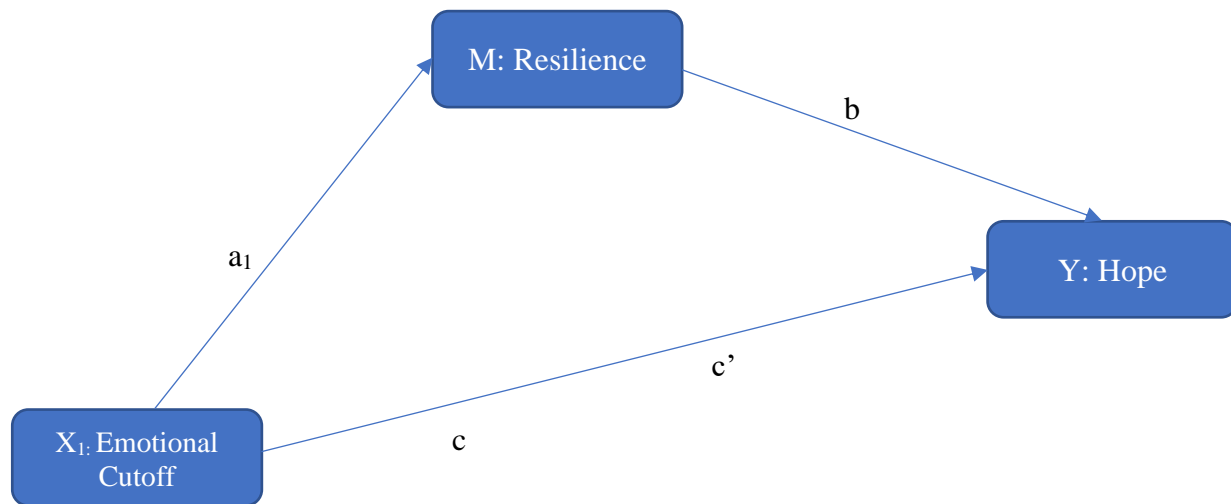 M: Resilience
b
a₁
Y: Hope
c’
c
X₁: Emotional
Cutoff